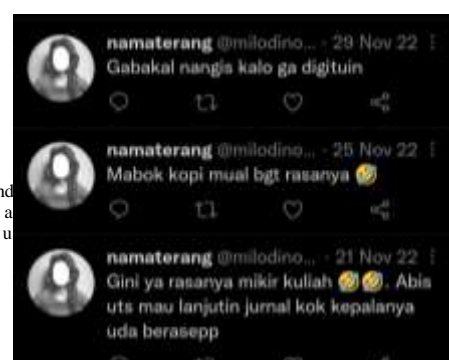 namaterang @milodino... · 29 Nov 22
Gabakal nangis kalo ga digituin
namaterang @milodino... · 25 Nov 22
Mabok kopi mual bgt rasanya 🤣
nd
a
u
namaterang @milodino... · 21 Nov 22
Gini ya rasanya mikir kuliah 🤣🤣. Abis
uts mau lanjutin jurnal kok kepalanya
uda berasepp